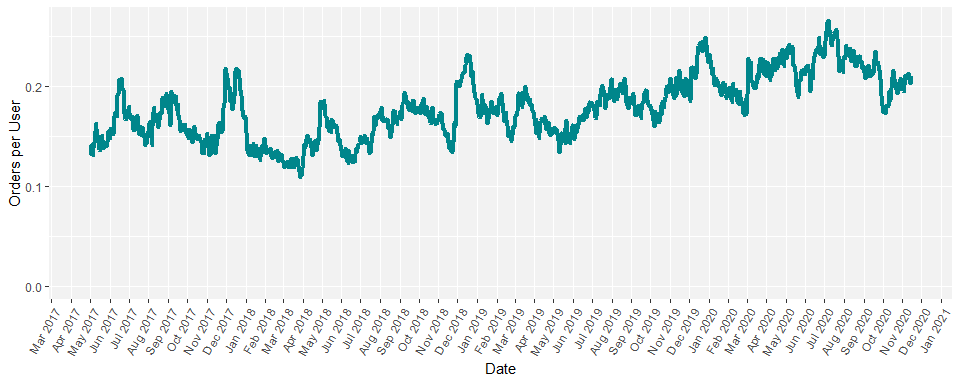 Orders per User
0.2
0.1
0.0
Mar 2017
Apr 2017
May 2017
Jun 2017
Jul 2017
Aug 2017
Sep 2017
Oct 2017
Nov 2017
Dec 2017
Jan 2018
Feb 2018
Mar 2018
Apr 2018
May 2018
Jun 2018
Jul 2018
Aug 2018
Sep 2018
Oct 2018
Nov 2018
Dec 2018
Jan 2019
Feb 2019
Mar 2019
Apr 2019
May 2019
Jun 2019
Jul 2019
Aug 2019
Sep 2019
Oct 2019
Nov 2019
Dec 2019
Jan 2020
Feb 2020
Mar 2020
Apr 2020
May 2020
Jun 2020
Jul 2020
Aug 2020
Sep 2020
Oct 2020
Nov 2020
Dec 2020
Jan 2021
Date